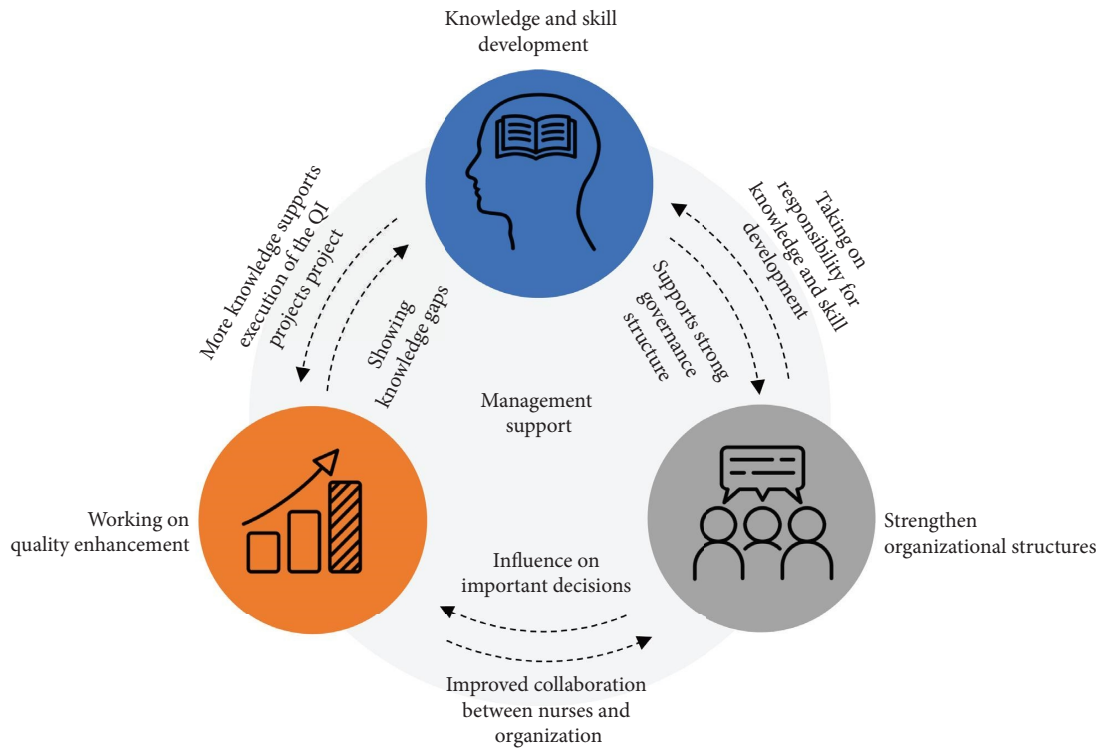 Knowledge and skill
development
More knowledge supports
execution of the QI
projects project
Showing
knowledge gaps
Taking on
responsibility for
knowledge and skill
development
Supports strong
governance
structure
Management
support
Working on
quality enhancement
Strengthen
organizational structures
Influence on
important decisions
Improved collaboration
between nurses and
organization